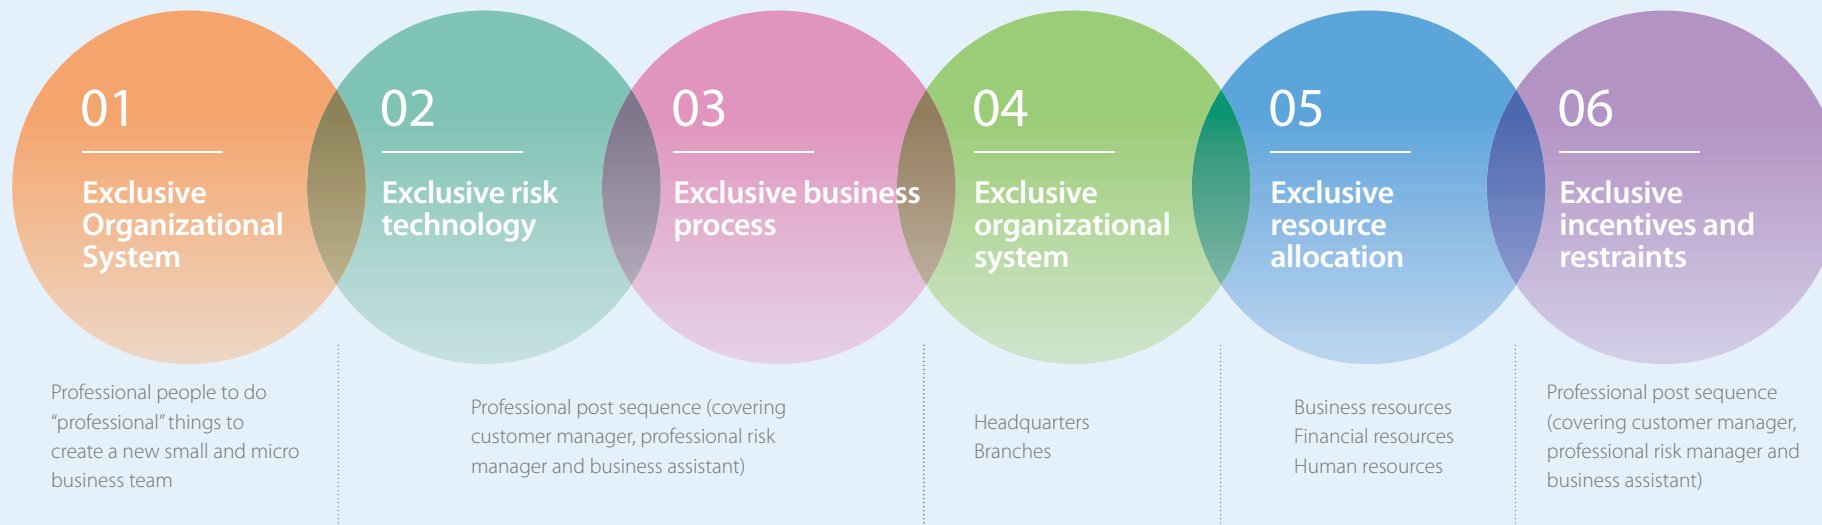 01
Exclusive
Organizational
System
02
Exclusive risk
technology
03
Exclusive business
process
04
Exclusive
organizational
system
05
Exclusive
resource
allocation
06
Exclusive
incentives and
restraints
Professional people to do
“professional” things to
create a new small and micro
business team
Professional post sequence (covering
customer manager, professional risk
manager and business assistant)
Headquarters
Branches
Business resources
Financial resources
Human resources
Professional post sequence
(covering customer manager,
professional risk manager and
business assistant)